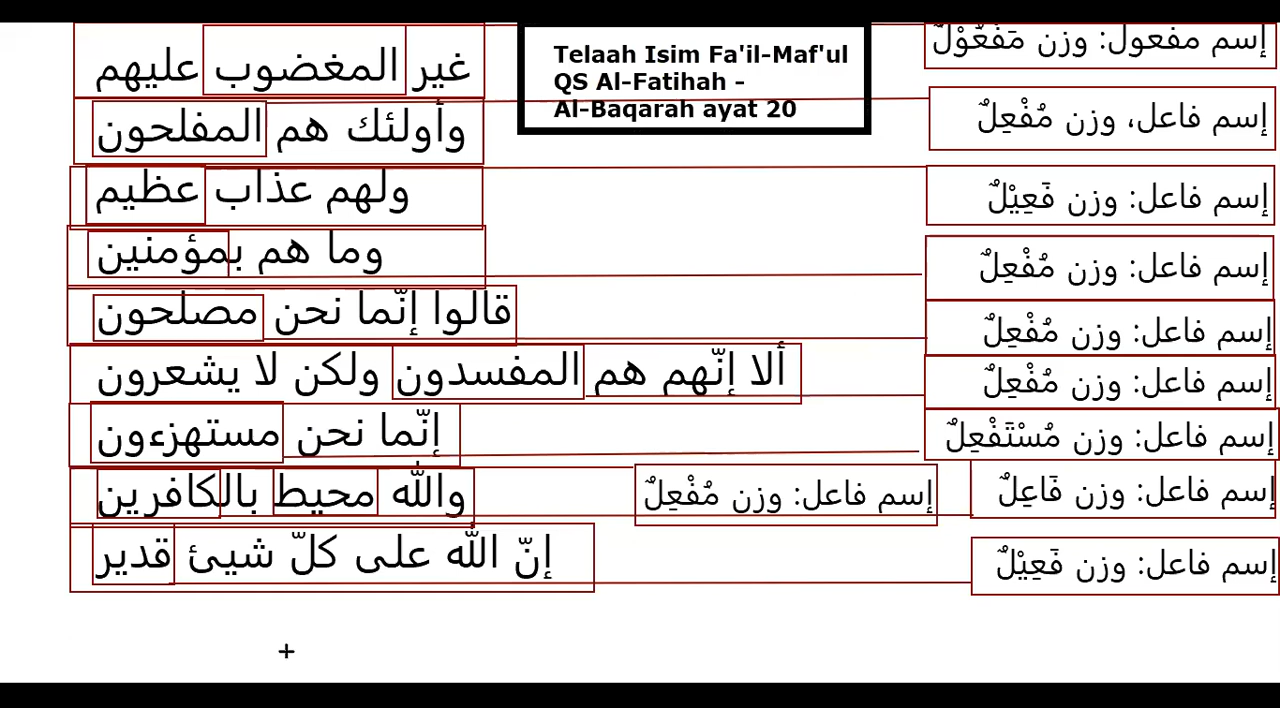 إسم مفعول: وزن مَفْعُوْلٌ
غير المغضوب عليهم
Telaah Isim Fa'il-Maf'ul
QS Al-Fatihah –
Al-Baqarah ayat 20
إسم فاعل، وزن مُفْعِلٌ
وأولئك هم المفلحون
إسم فاعل: وزن فَعِيْلٌ
ولهم عذاب عظيم
إسم فاعل: وزن مُفْعِلٌ
وما هم بمؤمنين
إسم فاعل: وزن مُفْعِلٌ
قالوا إنّما نحن مصلحون
إسم فاعل: وزن مُفْعِلٌ
ألا إنّهم هم المفسدون ولكن لا يشعرون
إسم فاعل: وزن مُسْتَفْعِلٌ
إنّما نحن مستهزءون
إسم فاعل: وزن فَاعِلٌ
إسم فاعل: وزن مُفْعِلٌ
والله محيط بالكافرين
إسم فاعل: وزن فَعِيْلٌ
إنّ الله على كلّ شيئ قدير